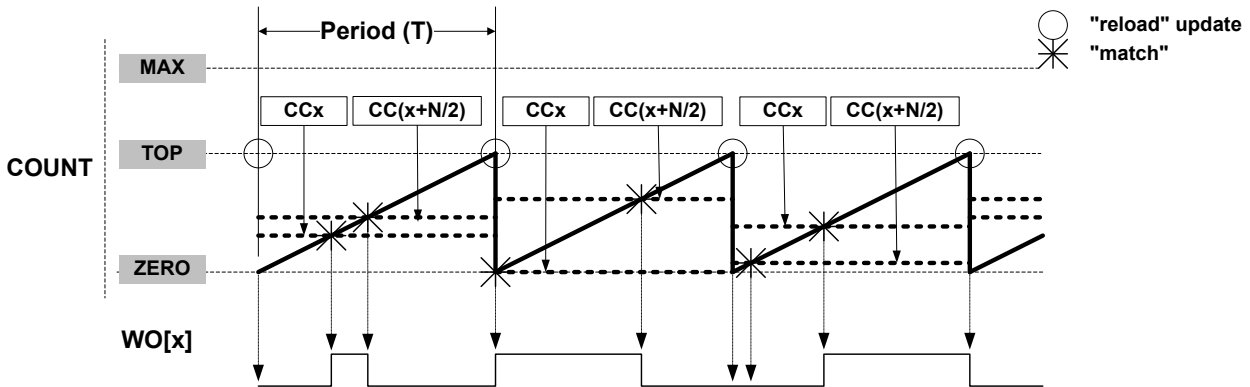 Period (T)
"reload" update
"match"
MAX
CCx
CC(x+N/2)
CCx
CC(x+N/2)
CCx
CC(x+N/2)
COUNT
TOP
ZERO
WO[x]